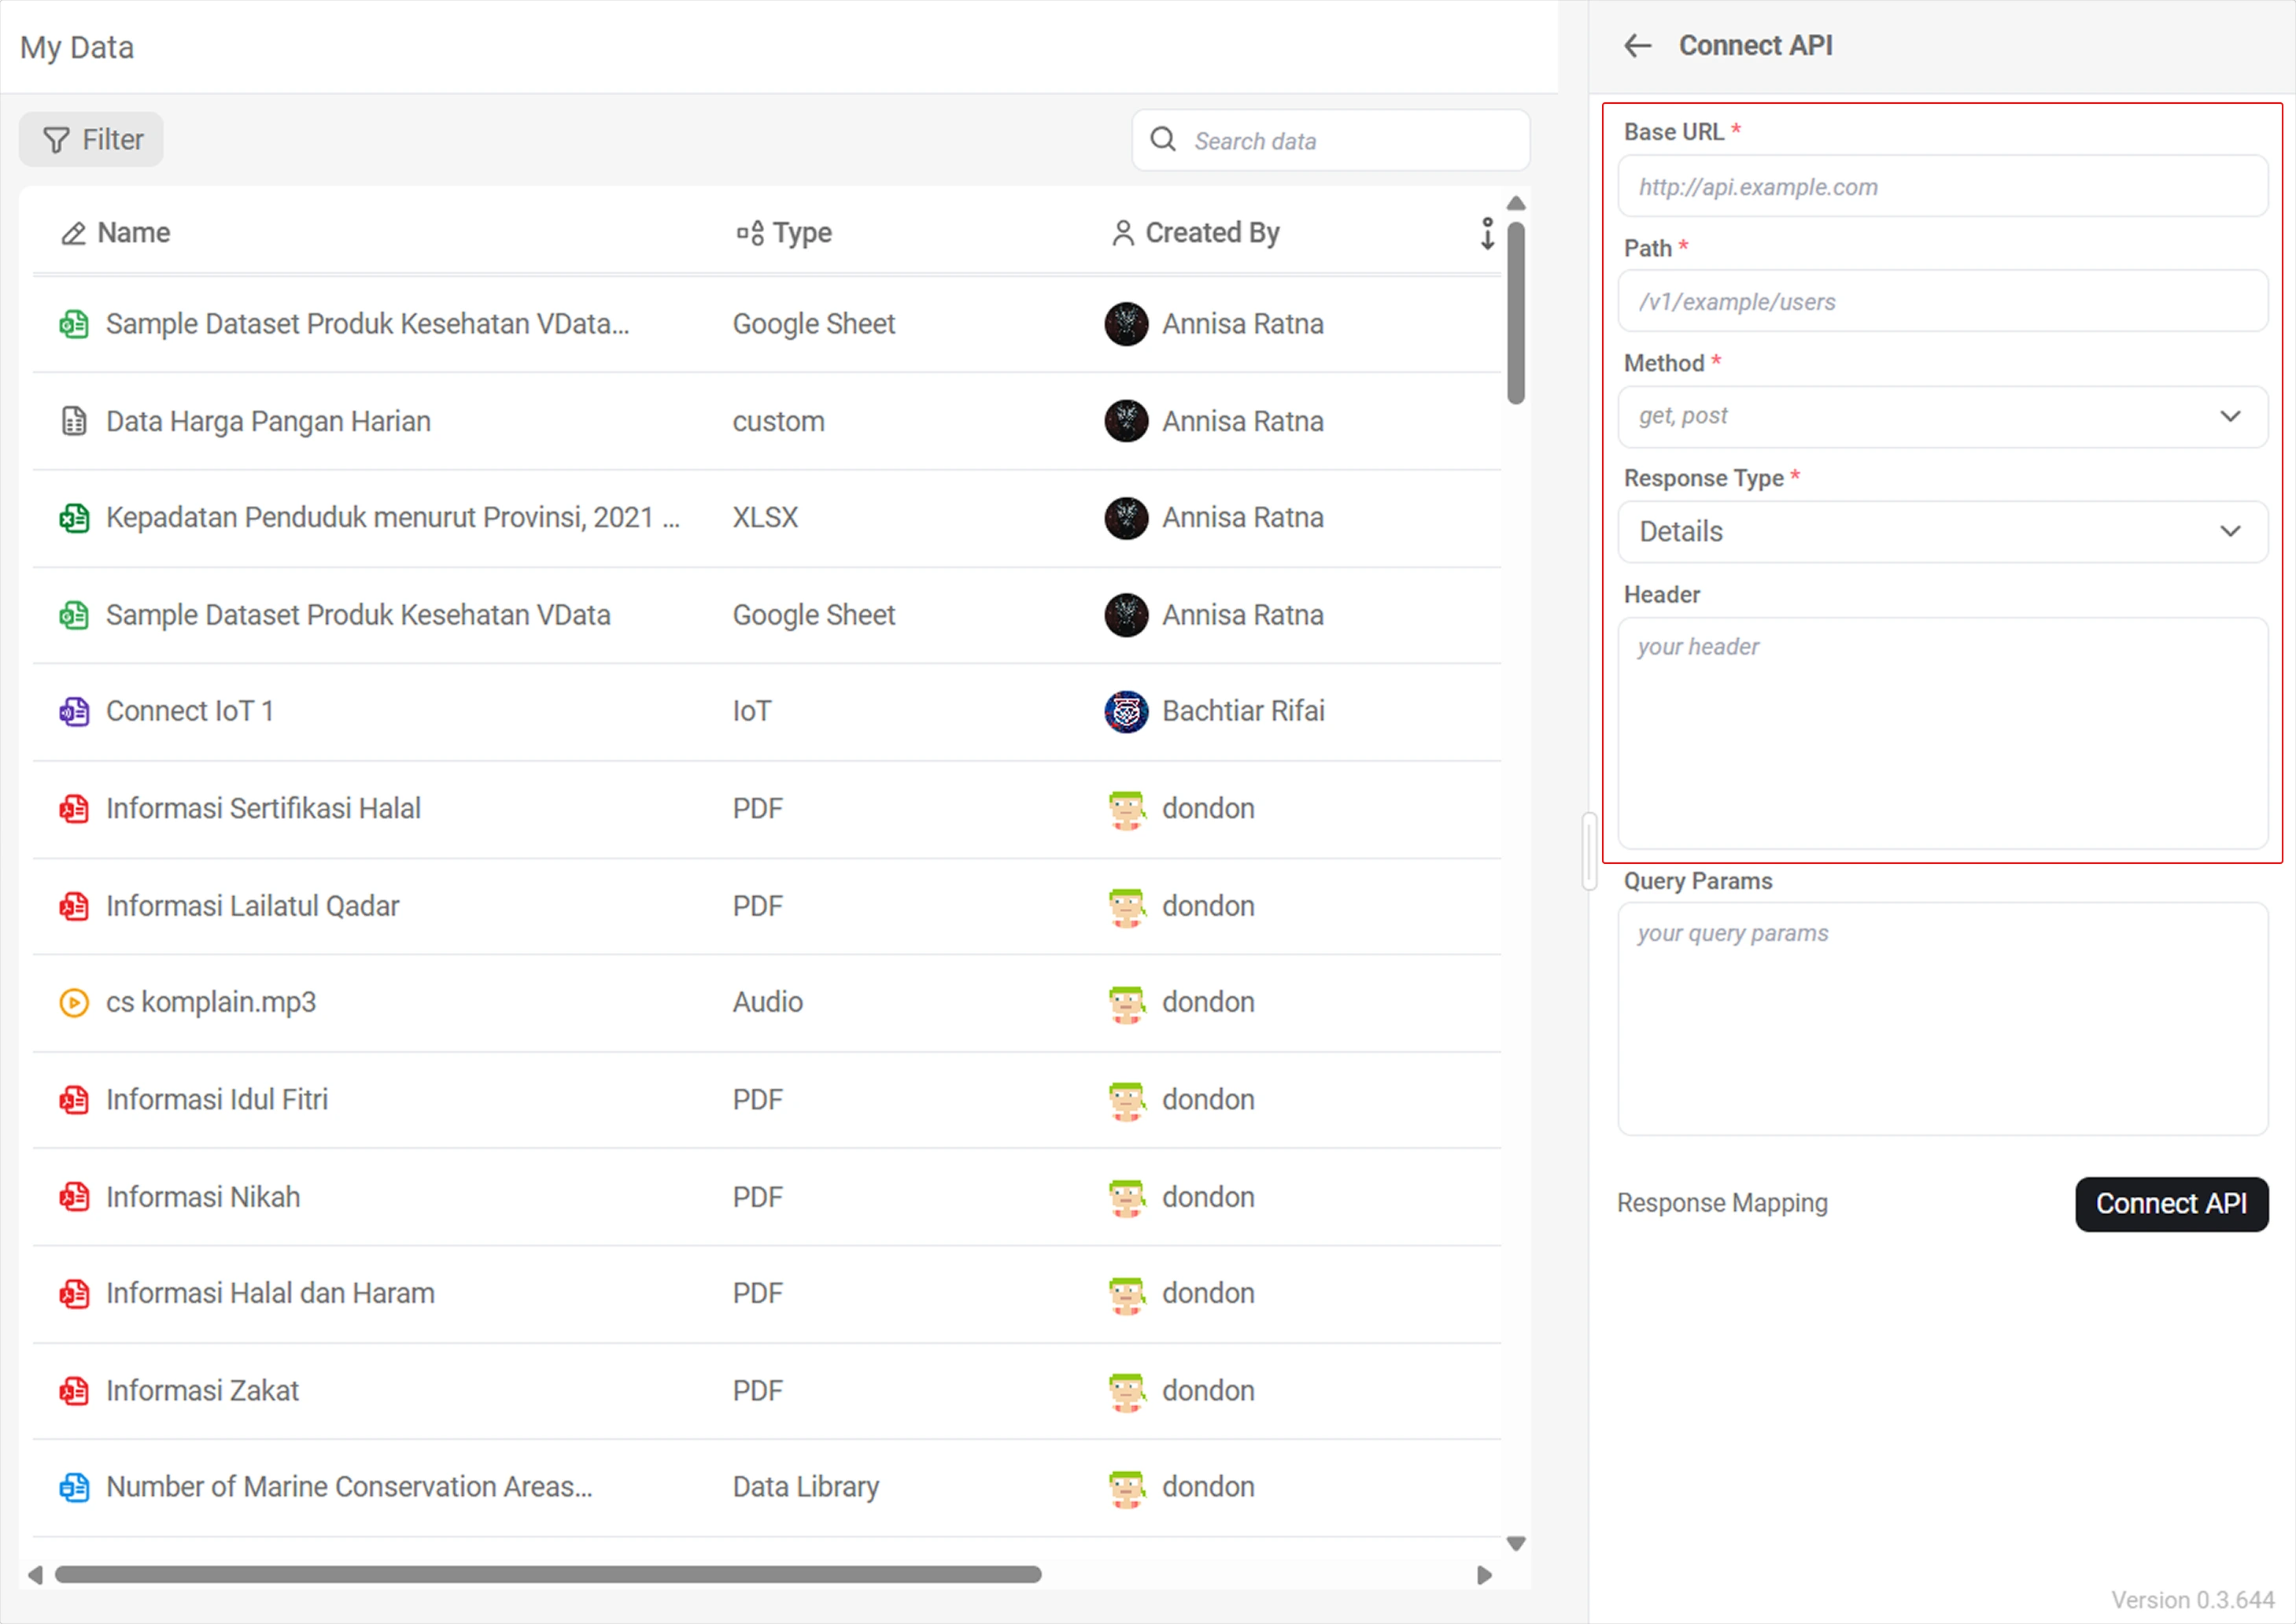 My Data
Filter
Search data
Name Type Created By
Sample Dataset Produk Kesehatan VData... Google Sheet Annisa Ratna
Data Harga Pangan Harian custom Annisa Ratna
Kepadatan Penduduk menurut Provinsi, 2021 ... XLSX Annisa Ratna
Sample Dataset Produk Kesehatan VData Google Sheet Annisa Ratna
Connect IoT 1 IoT Bachtiar Rifai
Informasi Sertifikasi Halal PDF dondon
Informasi Lailatul Qadar PDF dondon
cs komplain.mp3 Audio dondon
Informasi Idul Fitri PDF dondon
Informasi Nikah PDF dondon
Informasi Halal dan Haram PDF dondon
Informasi Zakat PDF dondon
Number of Marine Conservation Areas... Data Library dondon
Connect API
Base URL *
http://api.example.com
Path *
/v1/example/users
Method *
get, post
Response Type *
Details
Header
your header
Query Params
your query params
Response Mapping
Connect API
Version 0.3.644